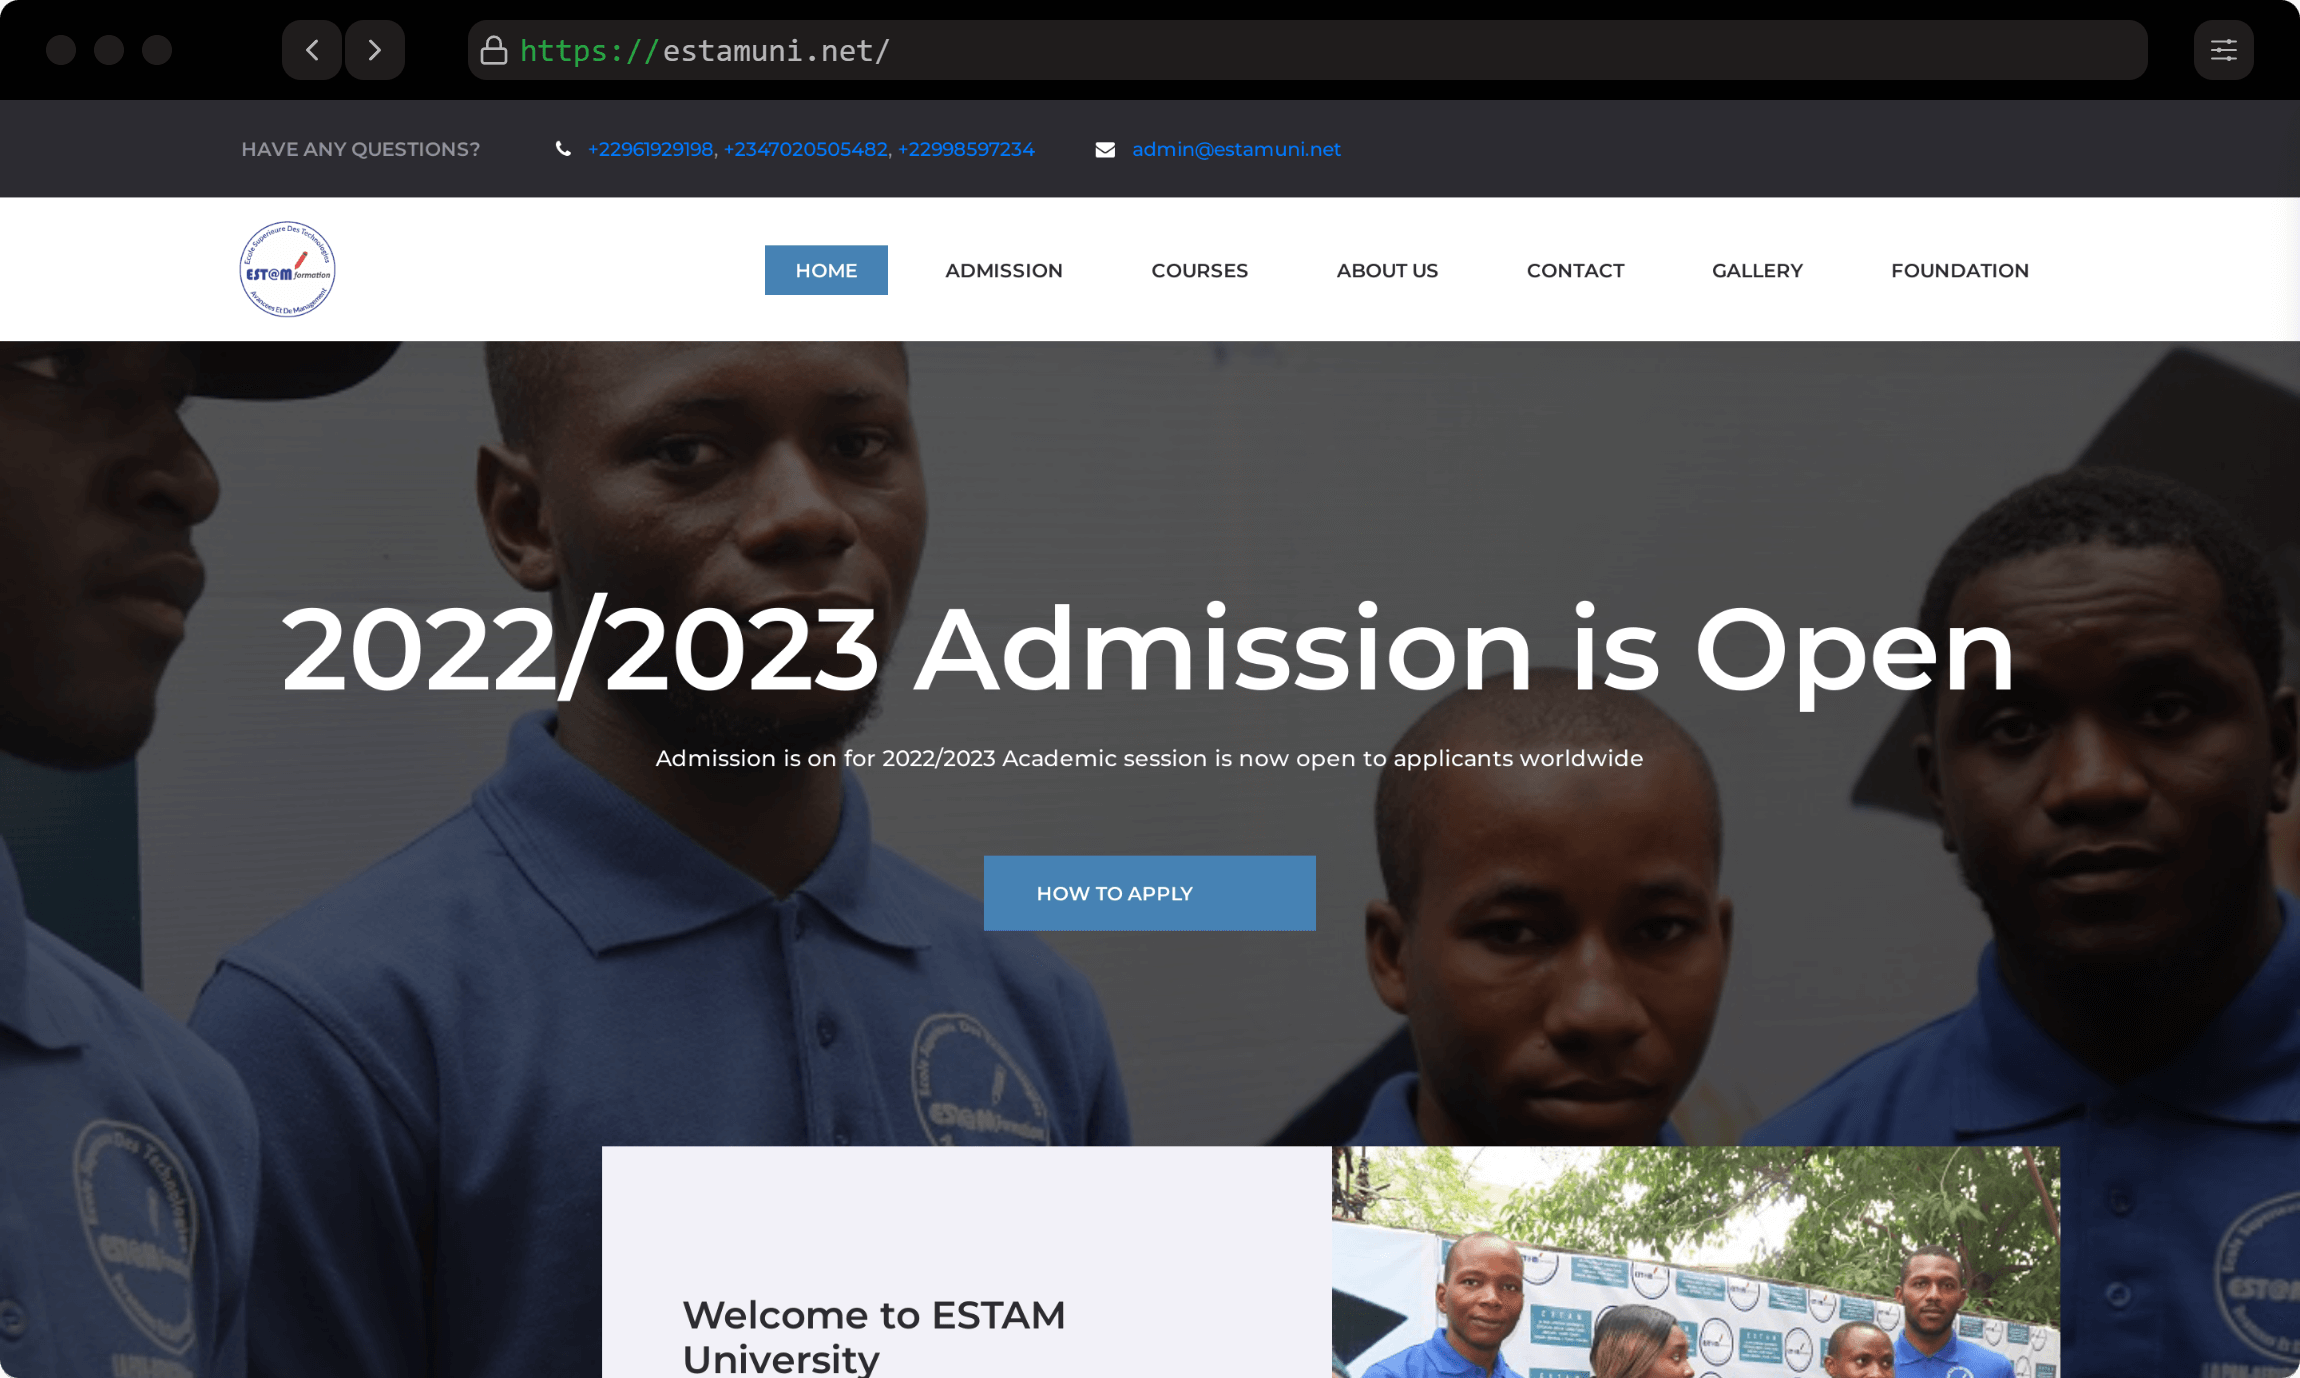 https://estamuni.net/
HAVE ANY QUESTIONS? +22961929198, +2347020505482, +22998597234 admin@estamuni.net
Ecole Superieure Des Technologies
EST@M formation
Avancées Et De Management
HOME ADMISSION COURSES ABOUT US CONTACT GALLERY FOUNDATION
2022/2023 Admission is Open
Admission is on for 2022/2023 Academic session is now open to applicants worldwide
HOW TO APPLY
Welcome to ESTAM
University